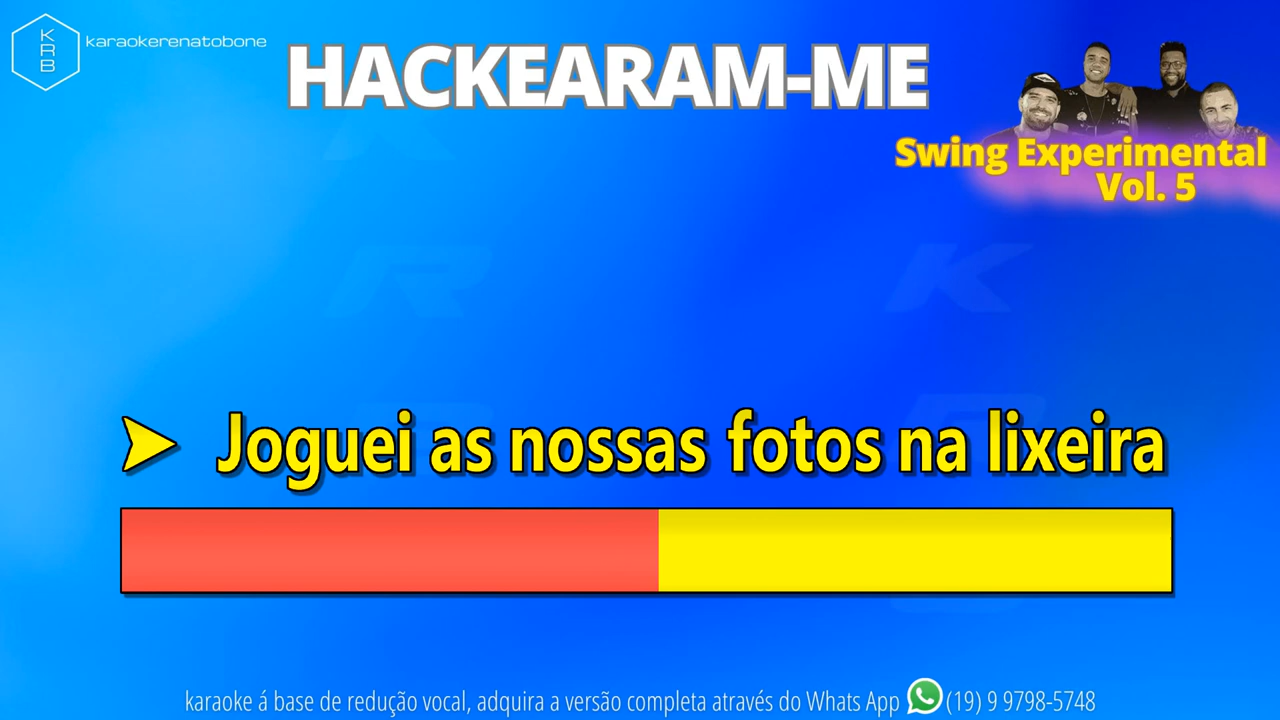 K
R
B
karaokerenatobone
HACKEARAM-ME
Swing Experimental
Vol. 5
K
R
K
Joguei as nossas fotos na lixeira
karaoke á base de redução vocal, adquira a versão completa através do Whats App (19) 9 9798-5748